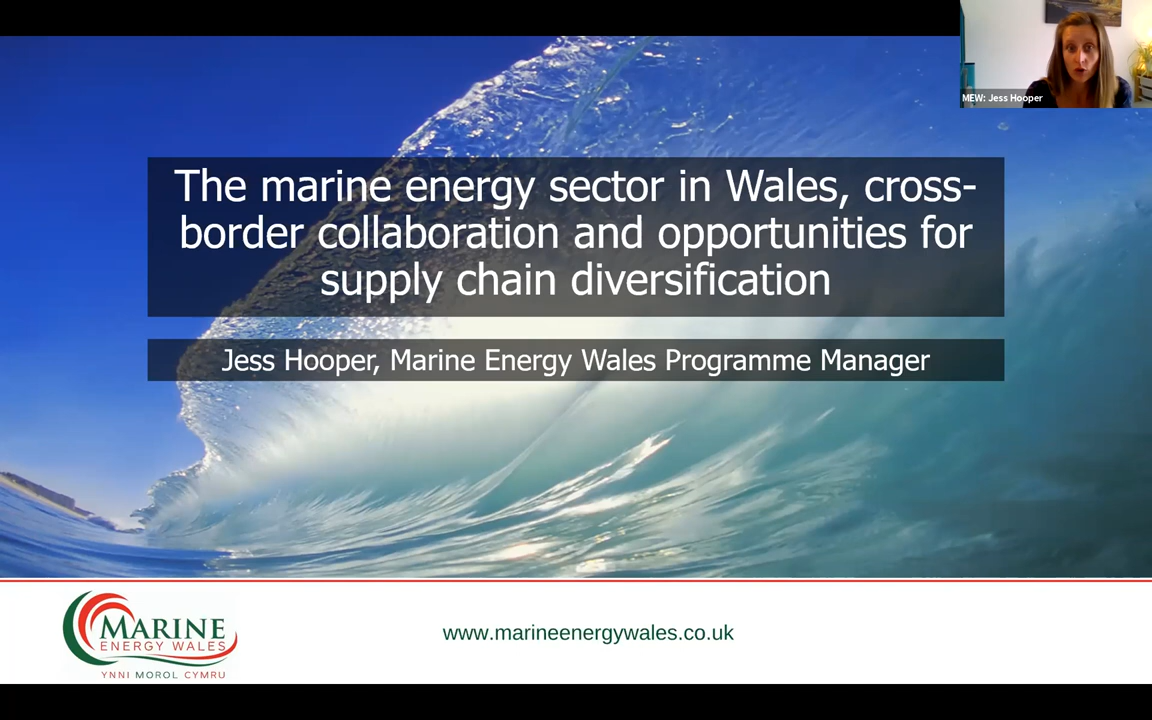 MEW: Jess Hooper
The marine energy sector in Wales, cross-
border collaboration and opportunities for
supply chain diversification
Jess Hooper, Marine Energy Wales Programme Manager
MARINE
ENERGY WALES
YNNI MOROL CYMRU
www.marineenergywales.co.uk